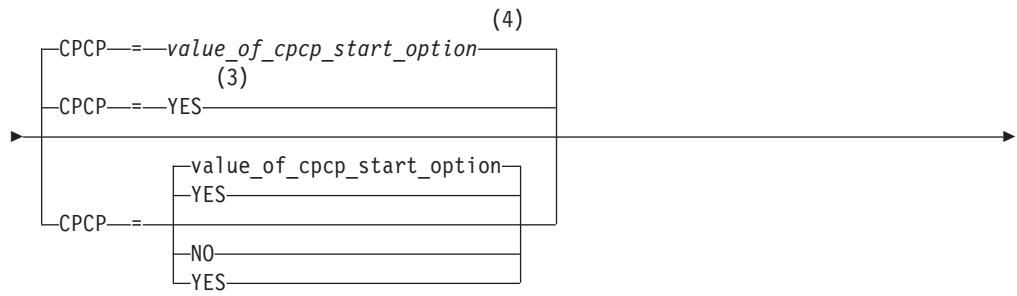 (4)
CPCP = value_of_cpcp_start_option
(3)
CPCP = YES
value_of_cpcp_start_option
YES
CPCP =
NO
YES